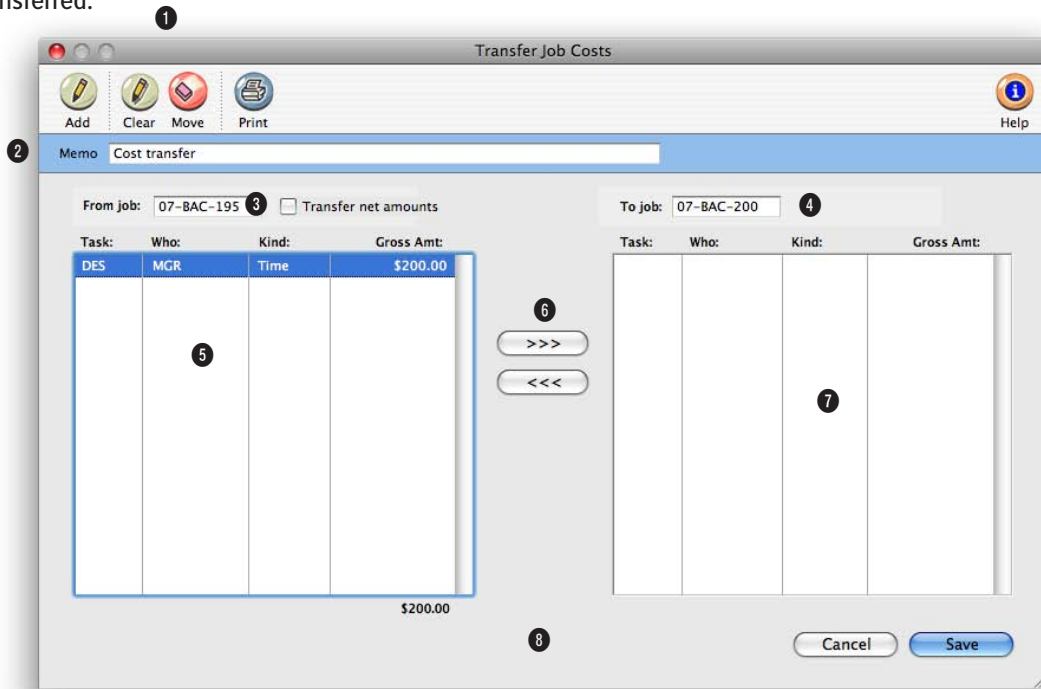 nsferred.
1
Transfer Job Costs
Add Clear Move Print Help
2 Memo Cost transfer
From job: 07-BAC-195 3 Transfer net amounts To job: 07-BAC-200 4
Task: Who: Kind: Gross Amt: Task: Who: Kind: Gross Amt:
DES MGR Time $200.00
6
>>>
5
<<<
7
$200.00
8
Cancel Save